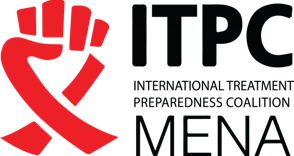 ITPC
INTERNATIONAL TREATMENT
PREPAREDNESS COALITION
MENA